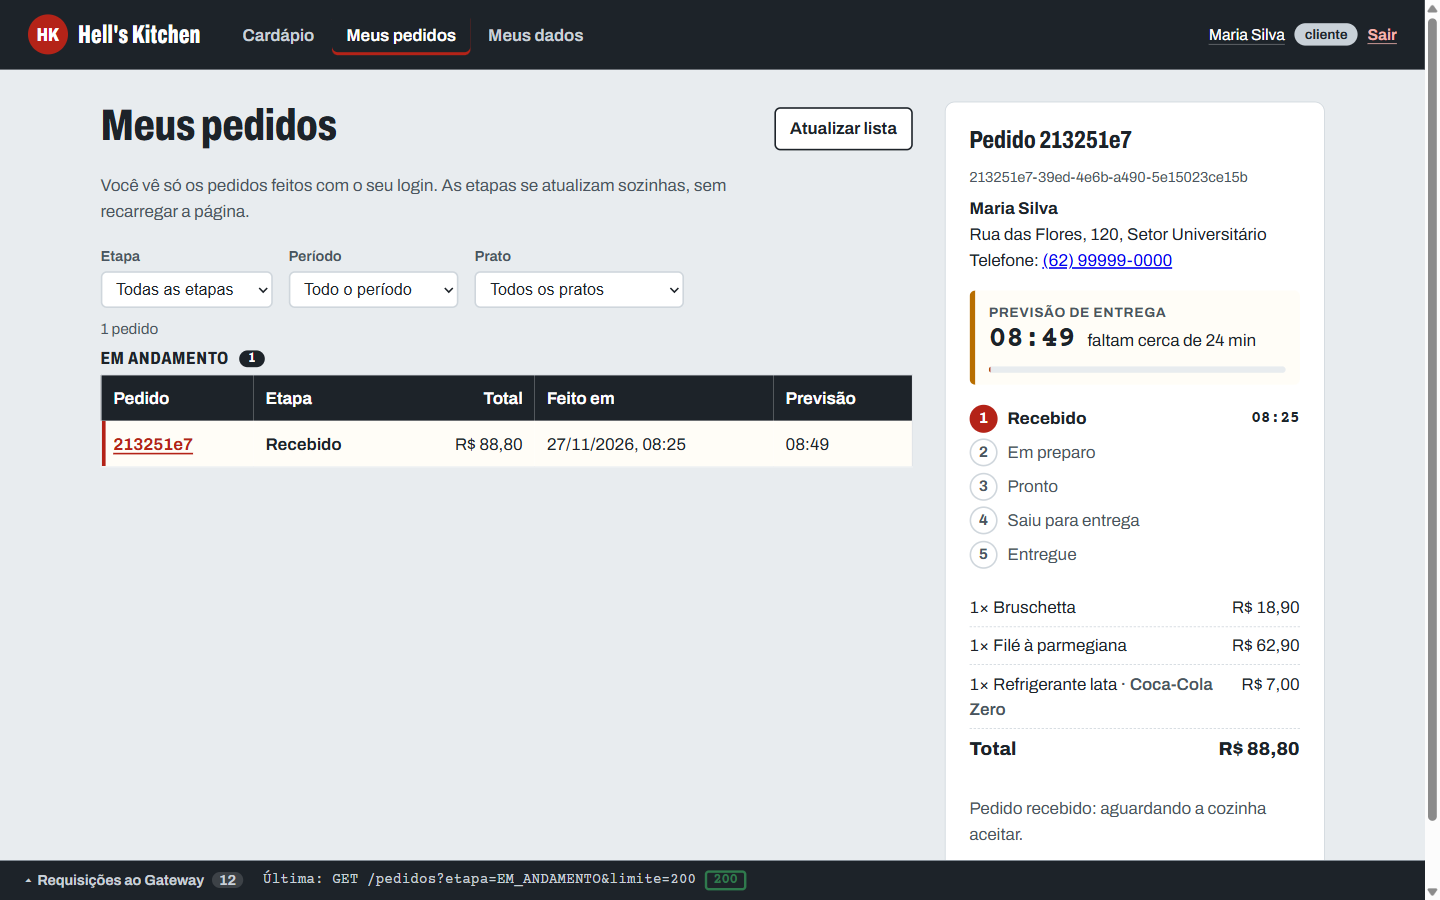 HK Hell's Kitchen Cardápio Meus pedidos Meus dados Maria Silva cliente Sair
Meus pedidos
Atualizar lista
Você vê só os pedidos feitos com o seu login. As etapas se atualizam sozinhas, sem
recarregar a página.
Etapa Período Prato
Todas as etapas Todo o período Todos os pratos
1 pedido
EM ANDAMENTO 1
Pedido Etapa Total Feito em Previsão
213251e7 Recebido R$ 88,80 27/11/2026, 08:25 08:49
Pedido 213251e7
213251e7-39ed-4e6b-a490-5e15023ce15b
Maria Silva
Rua das Flores, 120, Setor Universitário
Telefone: (62) 99999-0000
PREVISÃO DE ENTREGA
08:49 faltam cerca de 24 min
1 Recebido 08:25
2 Em preparo
3 Pronto
4 Saiu para entrega
5 Entregue
1× Bruschetta R$ 18,90
1× Filé à parmegiana R$ 62,90
1× Refrigerante lata · Coca-Cola R$ 7,00
Zero
Total R$ 88,80
Pedido recebido: aguardando a cozinha
aceitar.
Requisições ao Gateway 12 Última: GET /pedidos?etapa=EM_ANDAMENTO&limite=200 200